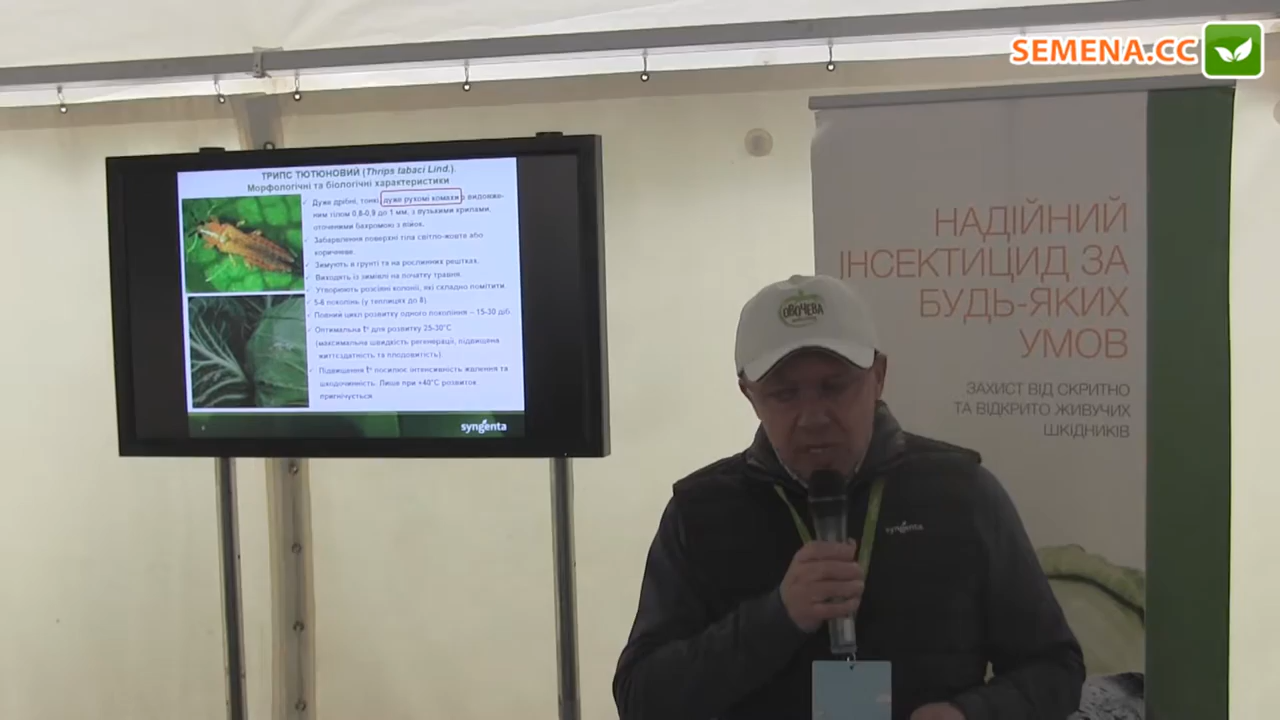 SEMENA.CC
ТРИПС ТЮТЮНОВИЙ (Thrips tabaci Lind.).
Морфологічні та біологічні характеристики
✓ Дуже дрібні, тонкі, дуже рухомі комахи з видовже-
ним тілом 0,8-0,9 до 1 мм, з вузькими крилами,
оточеними бахромою з війок.
✓ Забарвлення поверхні тіла світло-жовте або
коричневе.
✓ Зимують в ґрунті та на рослинних рештках.
✓ Виходять із зимівлі на початку травня.
✓ Утворюють розсіяні колонії, які складно помітити
✓ 5-6 поколінь (у теплицях до 8).
✓ Повний цикл розвитку одного покоління – 15-30 діб.
✓ Оптимальна t° для розвитку 25-30°С
(максимальна швидкість регенерації, підвищена
життєздатність та плодовитість).
✓ Підвищення t° посилює інтенсивність жвлення та
шкодочинність. Лише при +40°С розвиток
пригнічується
syngenta
НАДІЙНИЙ
ІНСЕКТИЦИД ЗА
БУДЬ-ЯКИХ
УМОВ
ЗАХИСТ ВІД СКРИТНО
ТА ВІДКРИТО ЖИВУЧИХ
ШКІДНИКІВ
ОВОЧЕВА
syngenta